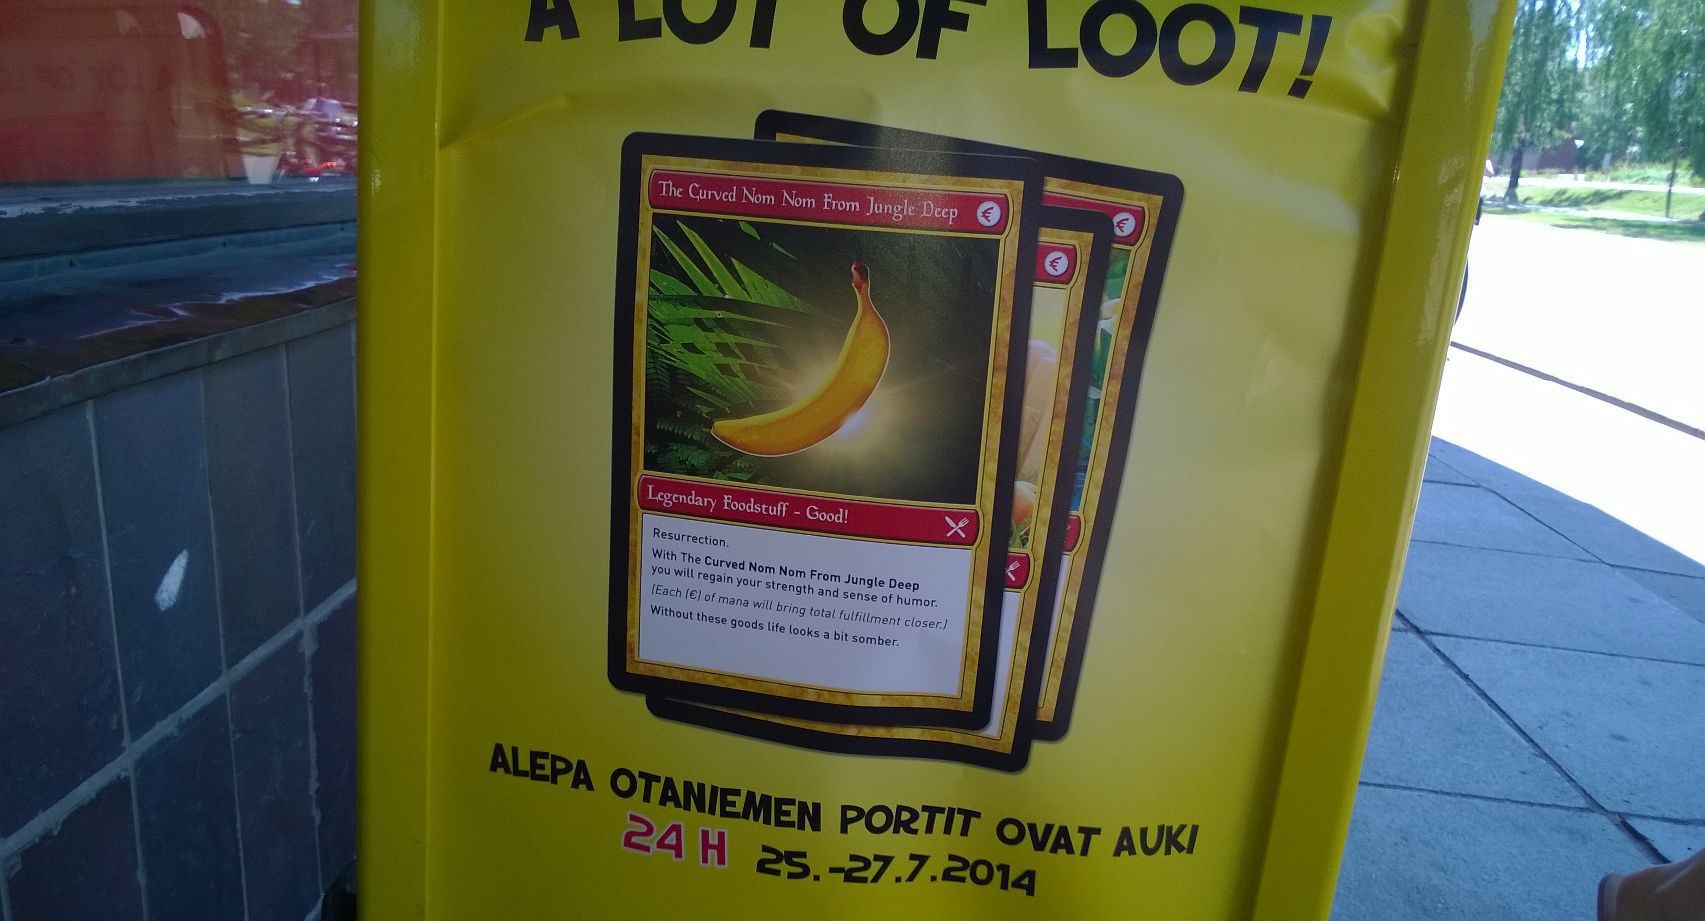 A LOT OF LOOT!
The Curved Nom Nom From Jungle Deep €
€
€
Legendary Foodstuff - Good!
Resurrection.
With The Curved Nom Nom From Jungle Deep
you will regain your strength and sense of humor.
(Each (€) of mana will bring total fulfillment closer.)
Without these goods life looks a bit somber.
ALEPA OTANIEMEN PORTIT OVAT AUKI
24 H 25.-27.7.2014